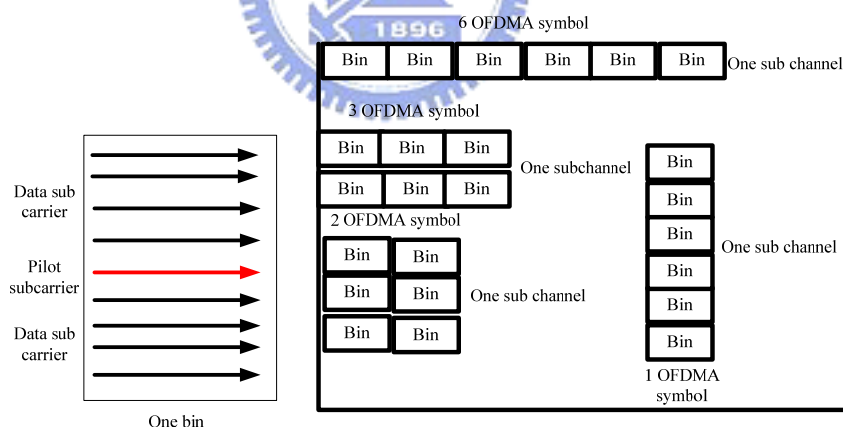 1896
6 OFDMA symbol
Bin Bin Bin Bin Bin Bin One sub channel
3 OFDMA symbol
Bin Bin Bin
Bin Bin Bin
One subchannel
2 OFDMA symbol
Bin Bin
Bin Bin
Bin Bin
One sub channel
Bin
Bin
Bin
Bin
Bin
Bin
One sub channel
1 OFDMA
symbol
Data sub
carrier
Pilot
subcarrier
Data sub
carrier
One bin